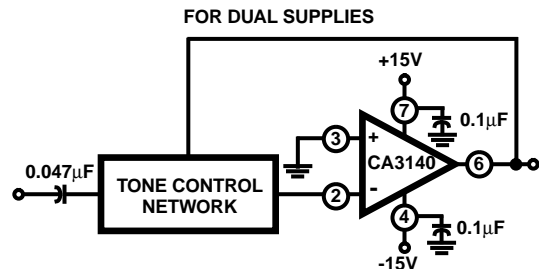 FOR DUAL SUPPLIES
+15V
7
0.1µF
3
+
CA3140
6
0.047µF
TONE CONTROL
NETWORK
2
-
4
0.1µF
-15V